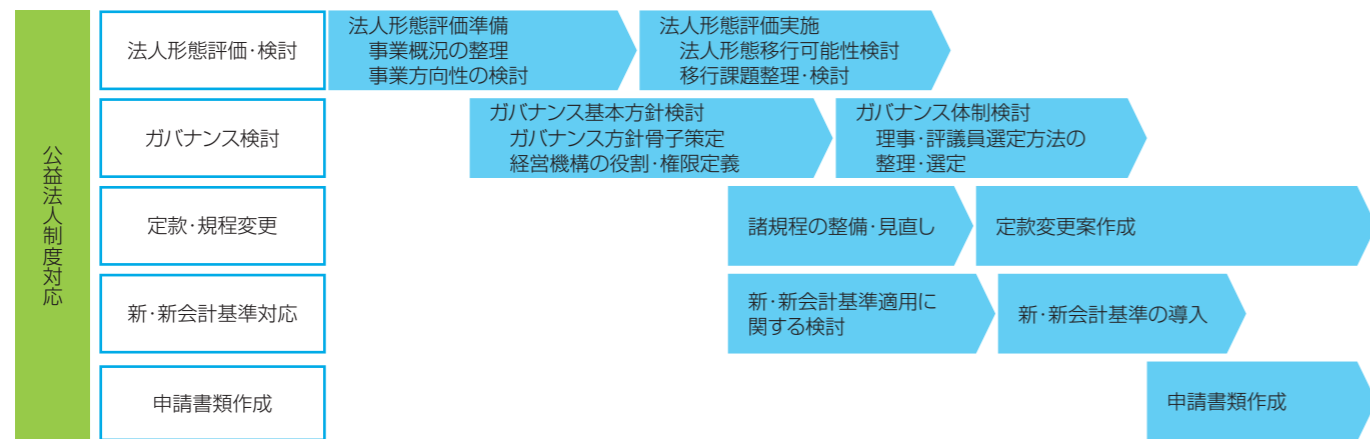 公益法人制度対応
法人形態評価・検討
法人形態評価準備
事業概況の整理
事業方向性の検討
法人形態評価実施
法人形態移行可能性検討
移行課題整理・検討
ガバナンス検討
ガバナンス基本方針検討
ガバナンス方針骨子策定
経営機構の役割・権限定義
ガバナンス体制検討
理事・評議員選定方法の
整理・選定
定款・規程変更
諸規程の整備・見直し
定款変更案作成
新・新会計基準対応
新・新会計基準適用に
関する検討
新・新会計基準の導入
申請書類作成
申請書類作成